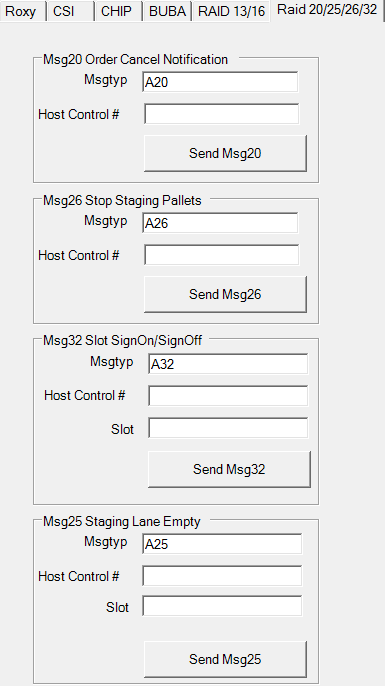 Roxy CSI CHIP BUBA RAID 13/16 Raid 20/25/26/32
Msg20 Order Cancel Notification
Msgtyp A20
Host Control #
Send Msg20
Msg26 Stop Staging Pallets
Msgtyp A26
Host Control #
Send Msg26
Msg32 Slot SignOn/SignOff
Msgtyp A32
Host Control #
Slot
Send Msg32
Msg25 Staging Lane Empty
Msgtyp A25
Host Control #
Slot
Send Msg25